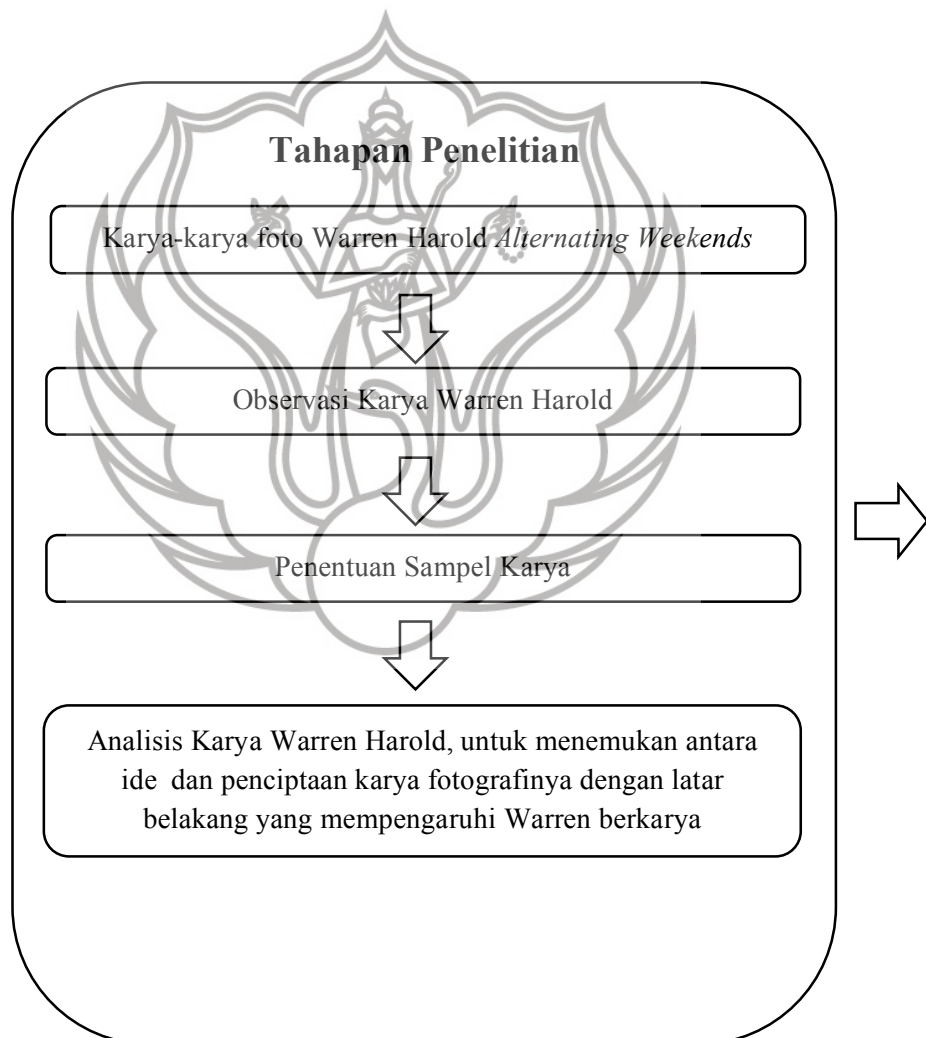 Tahapan Penelitian
Karya-karya foto Warren Harold Alternating Weekends
Observasi Karya Warren Harold
Penentuan Sampel Karya
Analisis Karya Warren Harold, untuk menemukan antara
ide  dan penciptaan karya fotografinya dengan latar
belakang yang mempengaruhi Warren berkarya